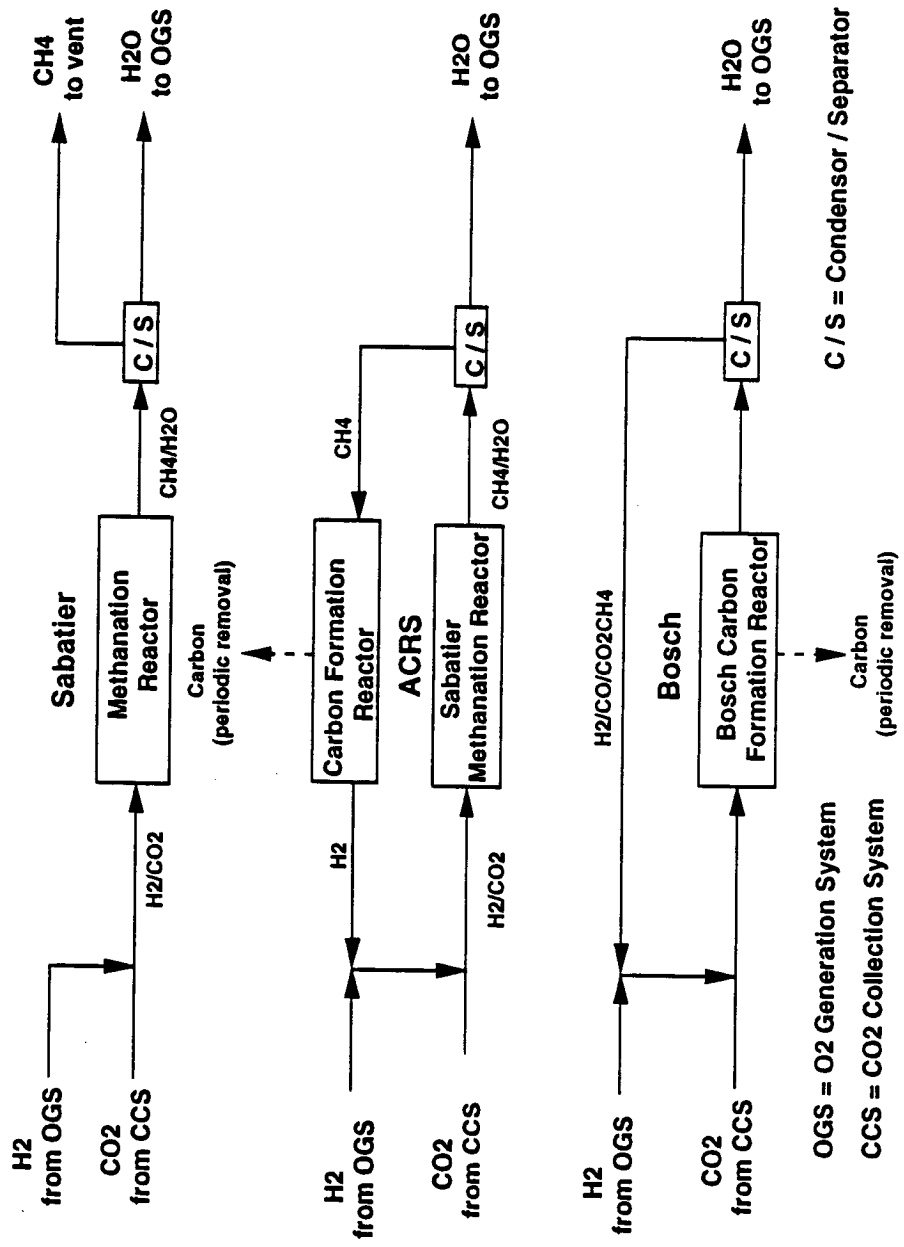 Sabatier
H2
from OGS
CO2
from CCS
H2/CO2
Methanation
Reactor
CH4/H2O
C / S
CH4
to vent
H2O
to OGS
Carbon
(periodic removal)
Carbon Formation
Reactor
H2
CH4
ACRS
H2
from OGS
CO2
from CCS
H2/CO2
Sabatier
Methanation Reactor
CH4/H2O
C / S
H2O
to OGS
H2/CO/CO2CH4
Bosch
H2
from OGS
CO2
from CCS
Bosch Carbon
Formation Reactor
C / S
H2O
to OGS
Carbon
(periodic removal)
OGS = O2 Generation System
CCS = CO2 Collection System
C / S = Condensor / Separator